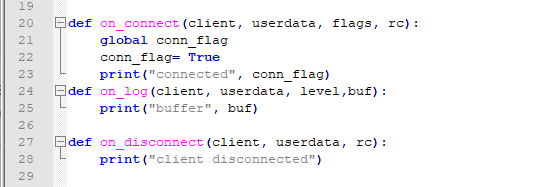 19
20 def on_connect(client, userdata, flags, rc):
21     global conn_flag
22     conn_flag= True
23     print("connected", conn_flag)
24 def on_log(client, userdata, level,buf):
25     print("buffer", buf)
26
27 def on_disconnect(client, userdata, rc):
28     print("client disconnected")
29